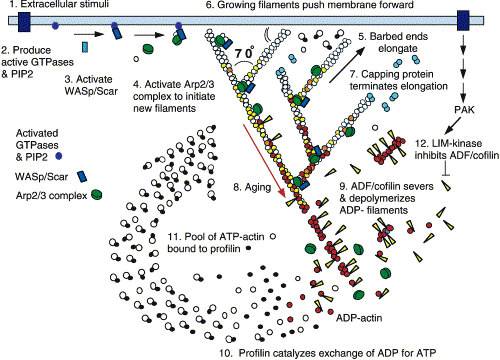 1. Extracellular stimuli
6. Growing filaments push membrane forward
2. Produce
active GTPases
& PIP2
3. Activate
WASp/Scar
4. Activate Arp2/3
complex to initiate
new filaments
70°
5. Barbed ends
elongate
7. Capping protein
terminates elongation
PAK
12. LIM-kinase
inhibits ADF/cofilin
Activated
GTPases
& PIP2
WASp/Scar
Arp2/3 complex
8. Aging
9. ADF/cofilin severs
& depolymerizes
ADP- filaments
11. Pool of ATP-actin
bound to profilin
ADP-actin
10. Profilin catalyzes exchange of ADP for ATP